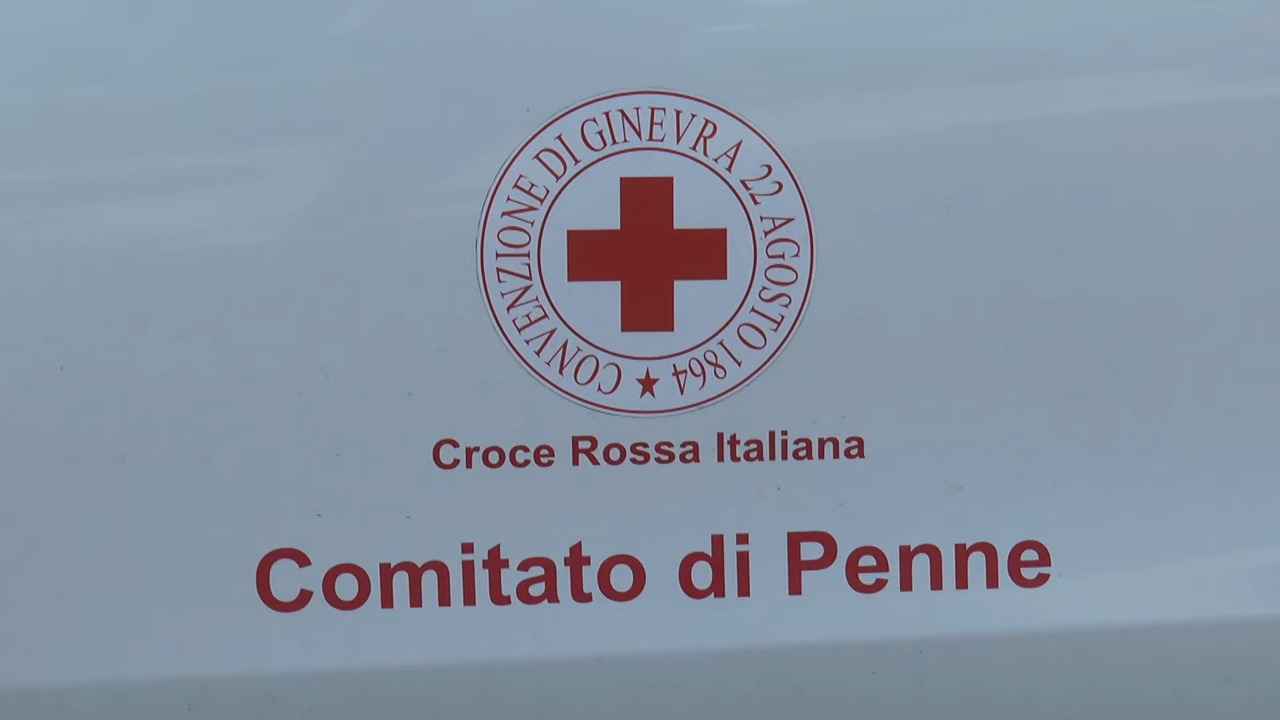 CONVENZIONE DI GINEVRA 22 AGOSTO 1864
Croce Rossa Italiana
Comitato di Penne